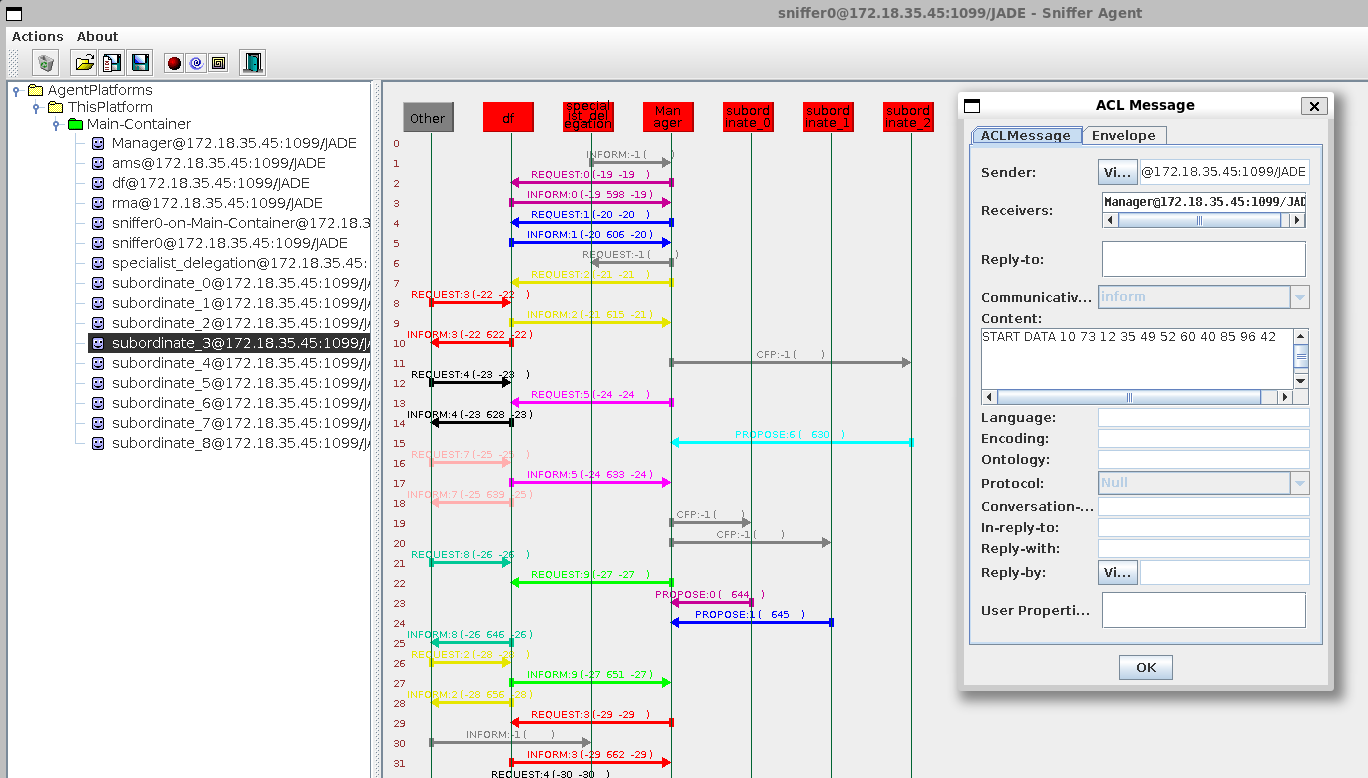 sniffer0@172.18.35.45:1099/JADE - Sniffer Agent
Actions About
AgentPlatforms
ThisPlatform
Main-Container
Manager@172.18.35.45:1099/JADE
ams@172.18.35.45:1099/JADE
df@172.18.35.45:1099/JADE
rma@172.18.35.45:1099/JADE
sniffer0-on-Main-Container@172.18.3
sniffer0@172.18.35.45:1099/JADE
specialist_delegation@172.18.35.45:
subordinate_0@172.18.35.45:1099/J
subordinate_1@172.18.35.45:1099/J
subordinate_2@172.18.35.45:1099/J
subordinate_3@172.18.35.45:1099/J
subordinate_4@172.18.35.45:1099/J
subordinate_5@172.18.35.45:1099/J
subordinate_6@172.18.35.45:1099/J
subordinate_7@172.18.35.45:1099/J
subordinate_8@172.18.35.45:1099/J
Other
df
special
ist_del
egation
Man
ager
subord
inate_0
subord
inate_1
subord
inate_2
0
INFORM:-1 ( )
1
REQUEST:0 (-19 -19 )
2
INFORM:0 (-19 598 -19 )
3
REQUEST:1 (-20 -20 )
4
INFORM:1 (-20 606 -20 )
5
REQUEST:-1 ( )
6
REQUEST:2 (-21 -21 )
7
REQUEST:3 (-22 -22 )
8
INFORM:2 (-21 615 -21 )
9
INFORM:3 (-22 622 -22 )
10
CFP:-1 ( )
11
REQUEST:4 (-23 -23 )
12
REQUEST:5 (-24 -24 )
13
INFORM:4 (-23 628 -23 )
14
PROPOSE:6 ( 630 )
15
REQUEST:7 (-25 -25 )
16
INFORM:5 (-24 633 -24 )
17
INFORM:7 (-25 639 -25 )
18
CFP:-1 ( )
19
CFP:-1 ( )
20
REQUEST:8 (-26 -26 )
21
REQUEST:9 (-27 -27 )
22
PROPOSE:0 ( 644 )
23
PROPOSE:1 ( 645 )
24
INFORM:8 (-26 646 -26 )
25
REQUEST:2 (-28 -28 )
26
INFORM:9 (-27 651 -27 )
27
INFORM:2 (-28 656 -28 )
28
REQUEST:3 (-29 -29 )
29
INFORM:-1 ( )
30
INFORM:3 (-29 662 -29 )
31
REQUEST:4 (-30 -30 )
ACL Message
ACLMessage Envelope
Sender: Vi... @172.18.35.45:1099/JADE
Receivers: Manager@172.18.35.45:1099/JAD
Reply-to:
Communicativ... inform
Content:
START DATA 10 73 12 35 49 52 60 40 85 96 42
Language:
Encoding:
Ontology:
Protocol: Null
Conversation-...
In-reply-to:
Reply-with:
Reply-by: Vi...
User Properti...
OK